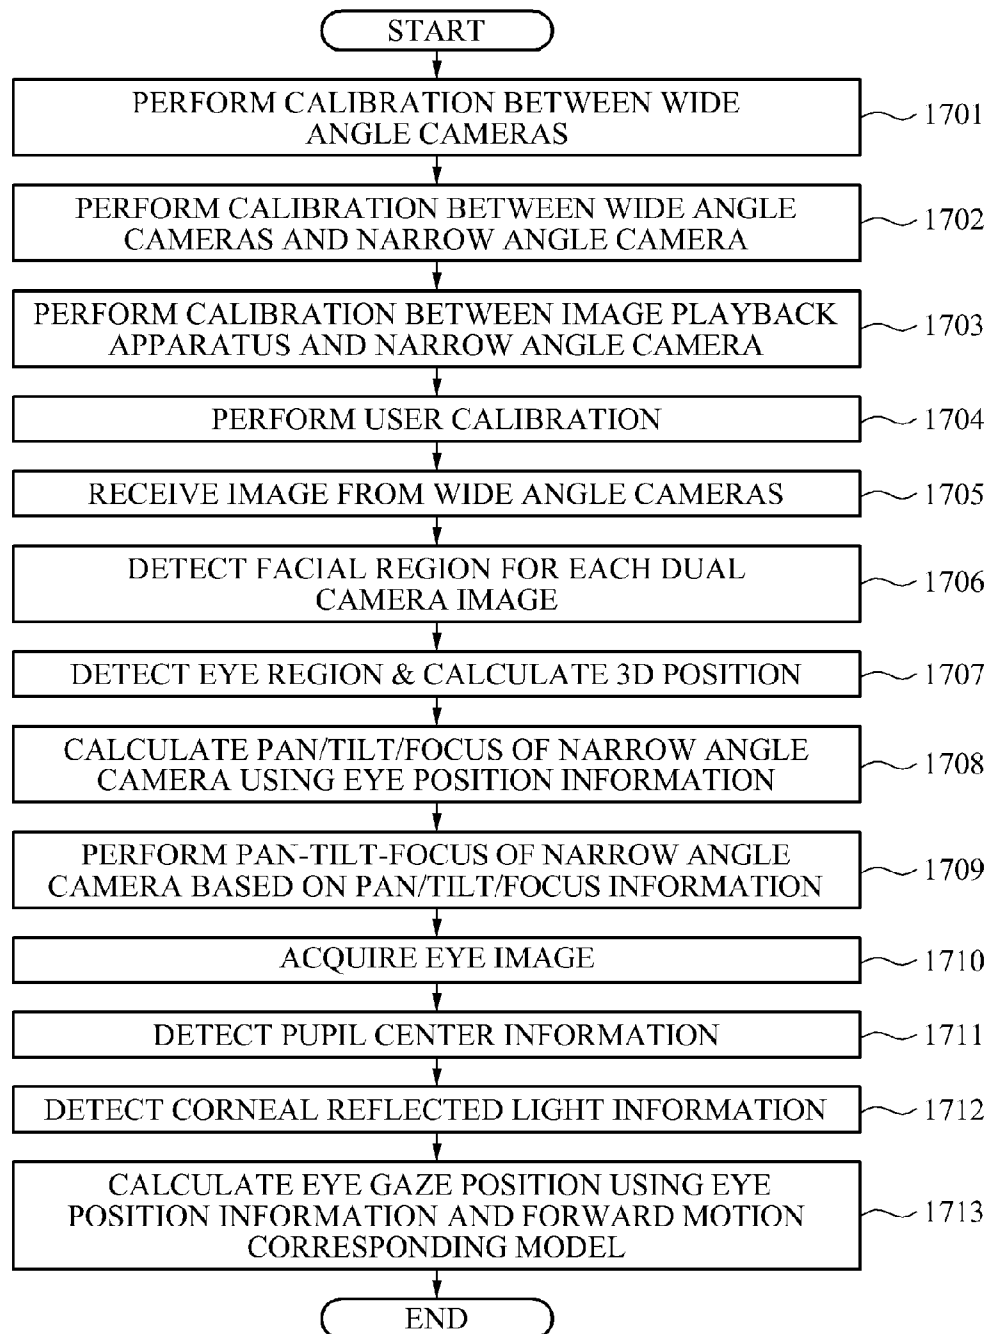 START
PERFORM CALIBRATION BETWEEN WIDE
ANGLE CAMERAS
1701
PERFORM CALIBRATION BETWEEN WIDE ANGLE
CAMERAS AND NARROW ANGLE CAMERA
1702
PERFORM CALIBRATION BETWEEN IMAGE PLAYBACK
APPARATUS AND NARROW ANGLE CAMERA
1703
PERFORM USER CALIBRATION
1704
RECEIVE IMAGE FROM WIDE ANGLE CAMERAS
1705
DETECT FACIAL REGION FOR EACH DUAL
CAMERA IMAGE
1706
DETECT EYE REGION & CALCULATE 3D POSITION
1707
CALCULATE PAN/TILT/FOCUS OF NARROW ANGLE
CAMERA USING EYE POSITION INFORMATION
1708
PERFORM PAN-TILT-FOCUS OF NARROW ANGLE
CAMERA BASED ON PAN/TILT/FOCUS INFORMATION
1709
ACQUIRE EYE IMAGE
1710
DETECT PUPIL CENTER INFORMATION
1711
DETECT CORNEAL REFLECTED LIGHT INFORMATION
1712
CALCULATE EYE GAZE POSITION USING EYE
POSITION INFORMATION AND FORWARD MOTION
CORRESPONDING MODEL
1713
END